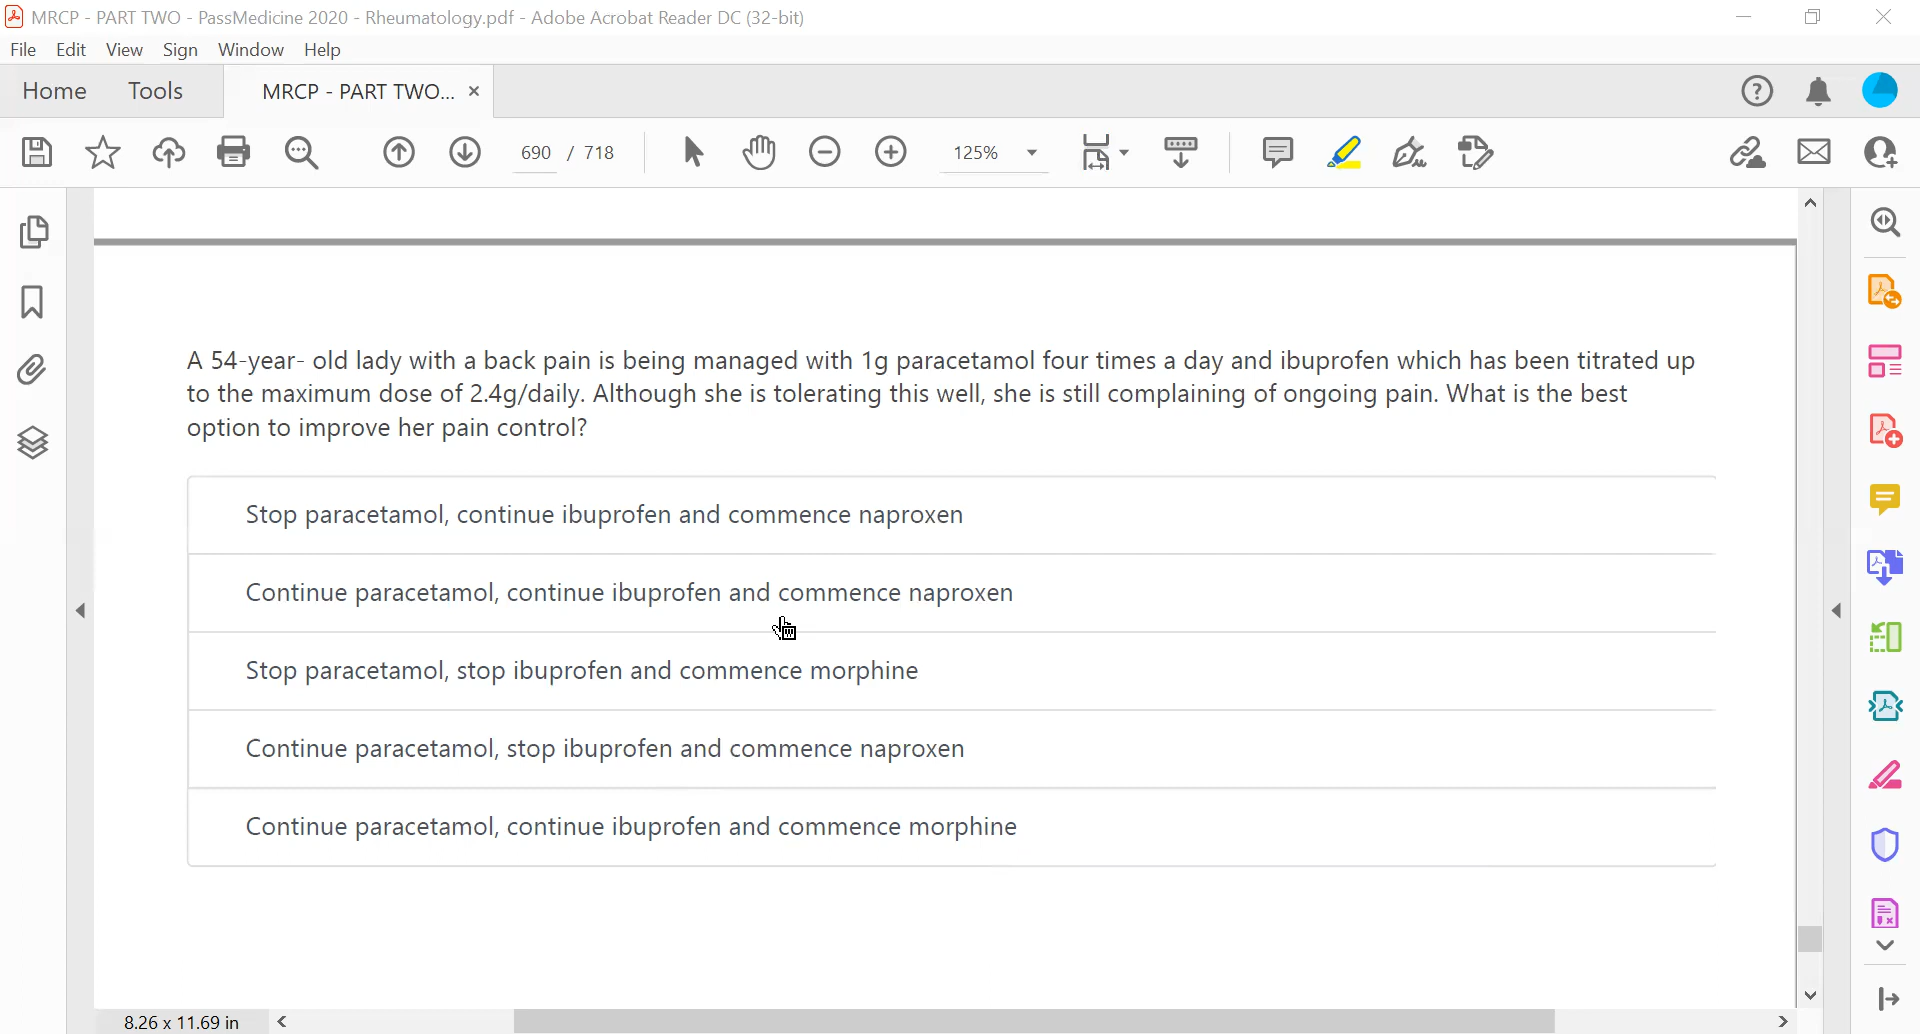 MRCP - PART TWO - PassMedicine 2020 - Rheumatology.pdf - Adobe Acrobat Reader DC (32-bit)
File Edit View Sign Window Help
Home Tools MRCP - PART TWO... ×
690 / 718 125%
A 54-year- old lady with a back pain is being managed with 1g paracetamol four times a day and ibuprofen which has been titrated up
to the maximum dose of 2.4g/daily. Although she is tolerating this well, she is still complaining of ongoing pain. What is the best
option to improve her pain control?
Stop paracetamol, continue ibuprofen and commence naproxen
Continue paracetamol, continue ibuprofen and commence naproxen
Stop paracetamol, stop ibuprofen and commence morphine
Continue paracetamol, stop ibuprofen and commence naproxen
Continue paracetamol, continue ibuprofen and commence morphine
8.26 x 11.69 in